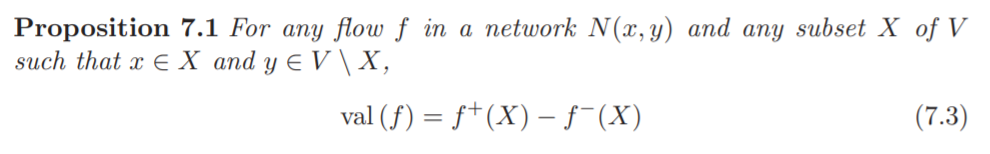 Proposition 7.1 For any flow f in a network N(x, y) and any subset X of V
such that x ∈ X and y ∈ V \ X,
val (f) = f⁺(X) − f⁻(X) (7.3)